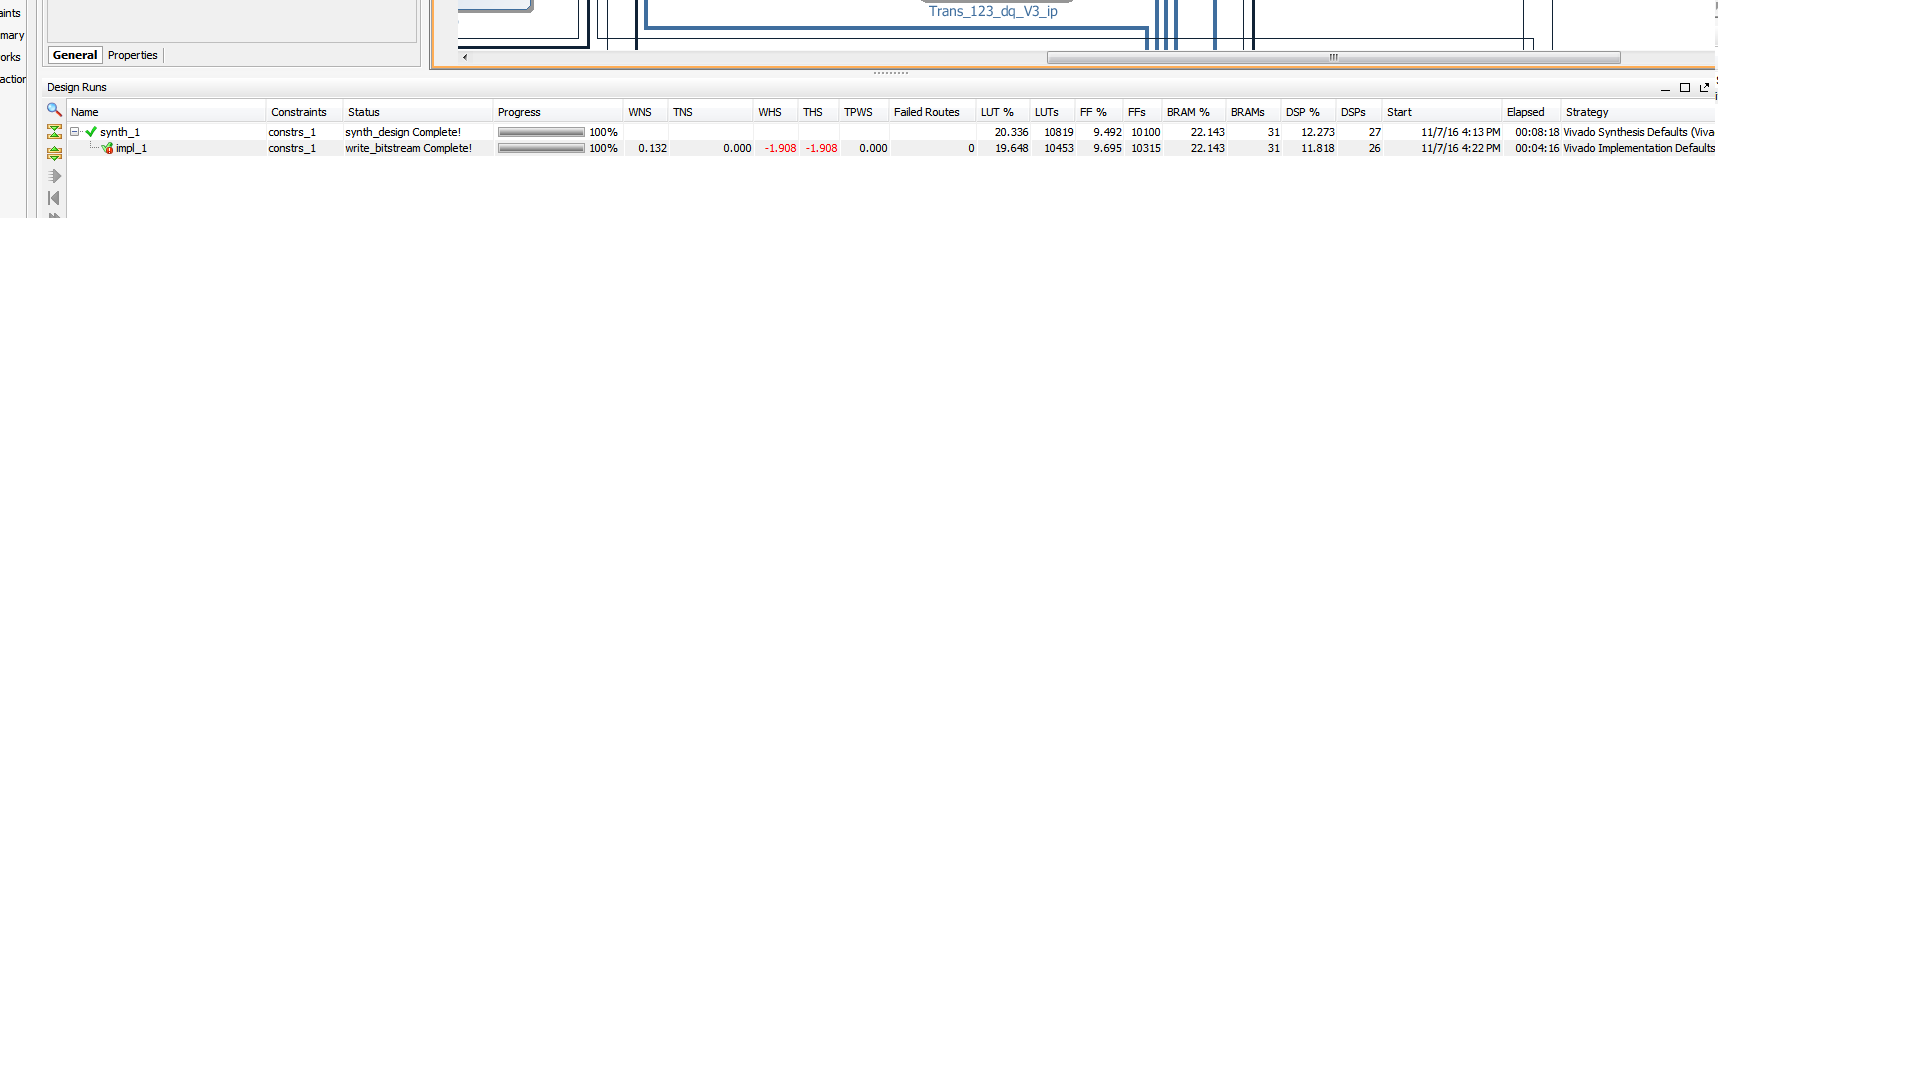 aints
mary
orks
action
Trans_123_dq_V3_ip
General Properties
Design Runs
Name Constraints Status Progress WNS TNS WHS THS TPWS Failed Routes LUT % LUTs FF % FFs BRAM % BRAMs DSP % DSPs Start Elapsed Strategy
synth_1 constrs_1 synth_design Complete! 100% 20.336 10819 9.492 10100 22.143 31 12.273 27 11/7/16 4:13 PM 00:08:18 Vivado Synthesis Defaults (Viva
impl_1 constrs_1 write_bitstream Complete! 100% 0.132 0.000 -1.908 -1.908 0.000 0 19.648 10453 9.695 10315 22.143 31 11.818 26 11/7/16 4:22 PM 00:04:16 Vivado Implementation Defaults